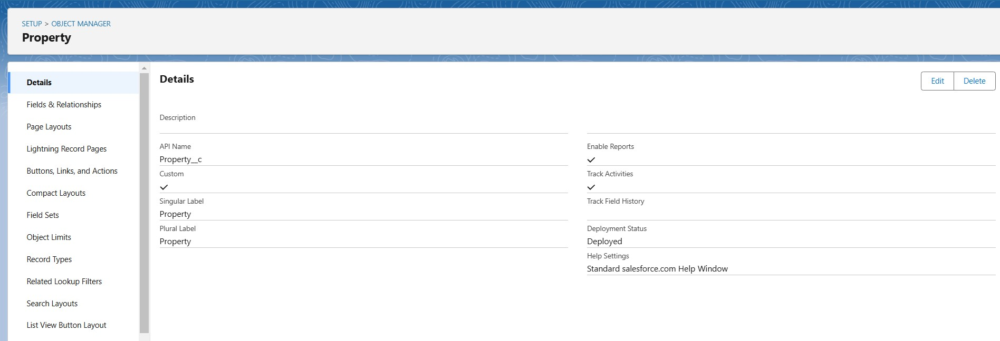 SETUP > OBJECT MANAGER
Property
Details
Fields & Relationships
Page Layouts
Lightning Record Pages
Buttons, Links, and Actions
Compact Layouts
Field Sets
Object Limits
Record Types
Related Lookup Filters
Search Layouts
List View Button Layout
Details
Edit
Delete
Description
API Name
Property__c
Custom
Singular Label
Property
Plural Label
Property
Enable Reports
Track Activities
Track Field History
Deployment Status
Deployed
Help Settings
Standard salesforce.com Help Window